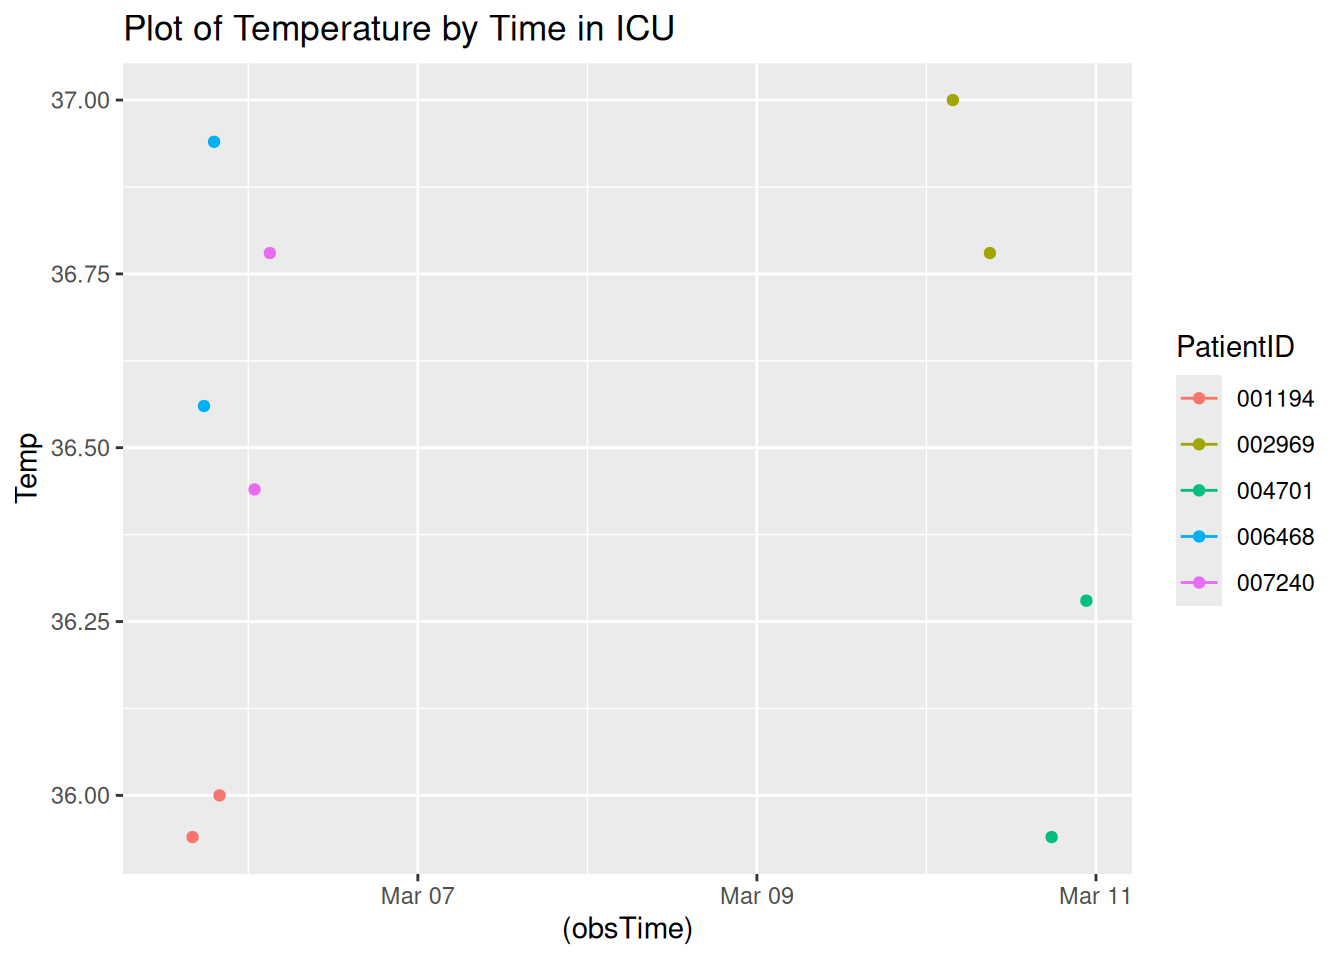 Plot of Temperature by Time in ICU
37.00
36.75
36.50
36.25
36.00
Temp
Mar 07
Mar 09
Mar 11
(obsTime)
PatientID
001194
002969
004701
006468
007240